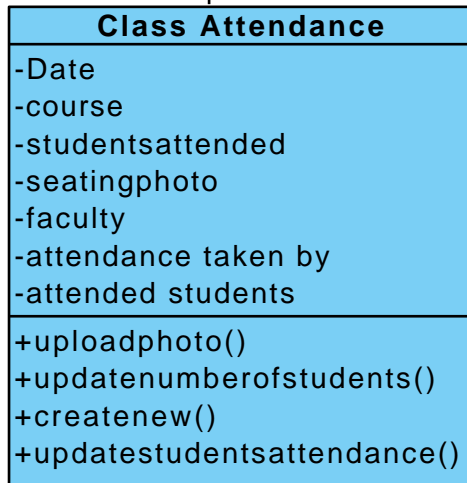 Class Attendance
-Date
-course
-studentsattended
-seatingphoto
-faculty
-attendance taken by
-attended students
+uploadphoto()
+updatenumberofstudents()
+createnew()
+updatestudentsattendance()